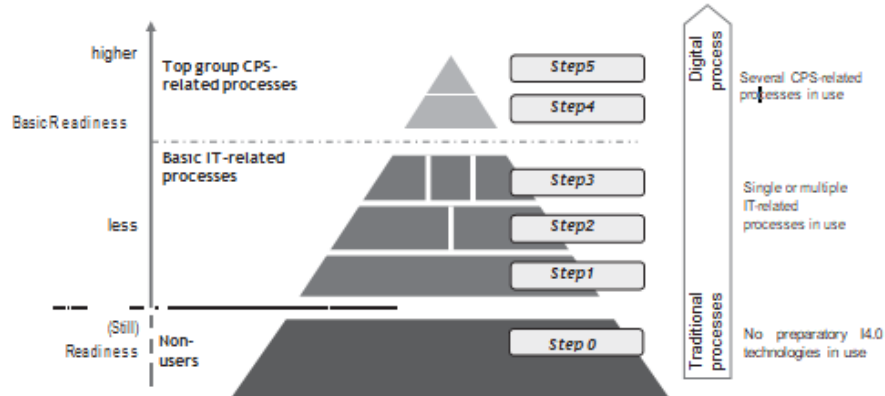 higher
Basic Readiness
less
(Still)
Readiness
Top group CPS-
related processes
Basic IT-related
processes
Non-
users
Step5
Step4
Step3
Step2
Step1
Step 0
Digital
process
Traditional
processes
Several CPS-related
processes in use
Single or multiple
IT-related
processes in use
No preparatory I4.0
technologies in use